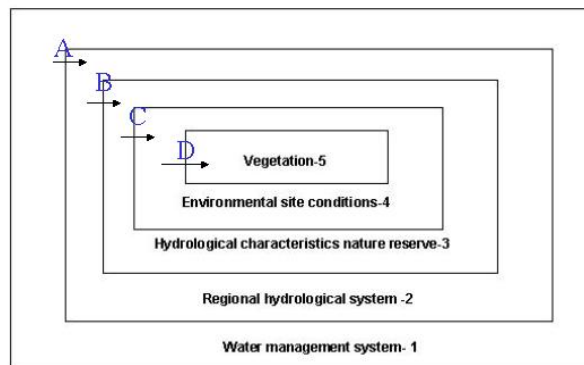 A
B
C
D
Vegetation-5
Environmental site conditions-4
Hydrological characteristics nature reserve-3
Regional hydrological system -2
Water management system- 1